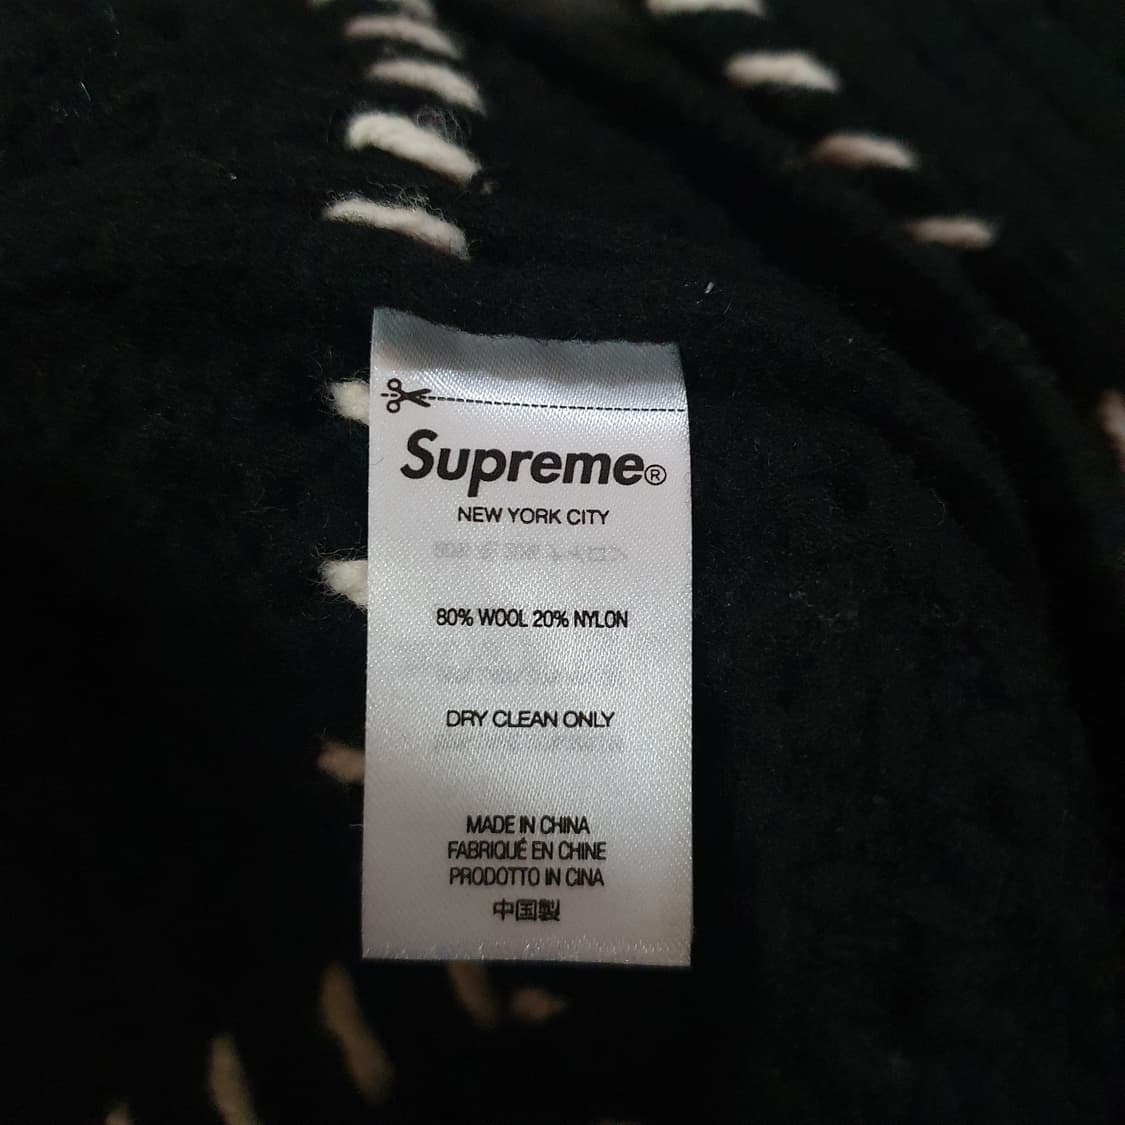 Supreme®
NEW YORK CITY
80% WOOL 20% NYLON
DRY CLEAN ONLY
MADE IN CHINA
FABRIQUÉ EN CHINE
PRODOTTO IN CINA
中国製